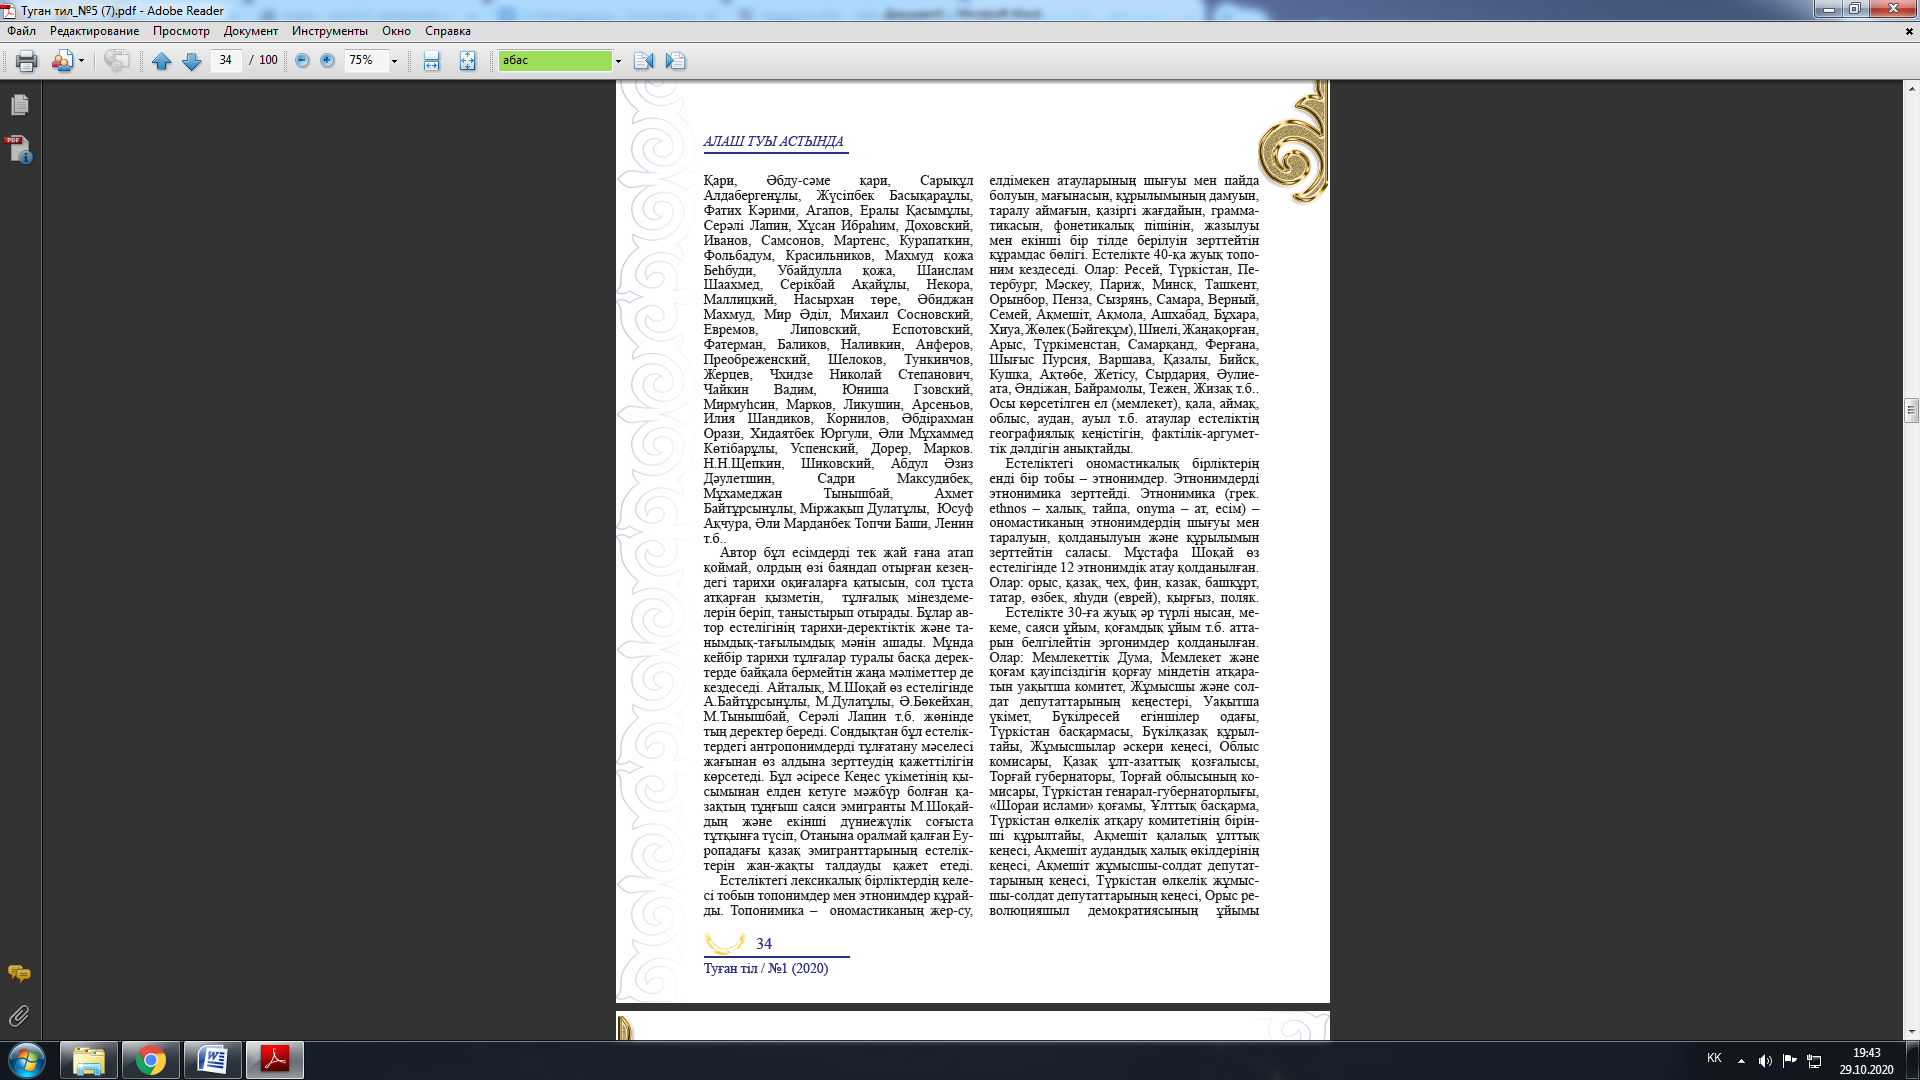 Туған тил_№5 (7).pdf - Adobe Reader
Файл Редактирование Просмотр Документ Инструменты Окно Справка
34 / 100 75% абас
АЛАШ ТУЫ АСТЫНДА
Қари, Әбду-сәме қари, Сарықұл
Алдабергенұлы, Жүсіпбек Басықараұлы,
Фатих Кәрими, Агапов, Ералы Қасымұлы,
Серәлі Лапин, Хұсан Ибраһим, Доховский,
Иванов, Самсонов, Мартенс, Курапаткин,
Фольбадум, Красильников, Махмуд қожа
Беһбуди, Убайдулла қожа, Шаислам
Шаахмед, Серікбай Ақайұлы, Некора,
Маллицкий, Насырхан төре, Әбиджан
Махмуд, Мир Әділ, Михаил Сосновский,
Евремов, Липовский, Еспотовский,
Фатерман, Баликов, Наливкин, Анферов,
Преображенский, Шелоков, Тункинчов,
Жерцев, Чхидзе Николай Степанович,
Чайкин Вадим, Юниша Гзовский,
Мирмуһсин, Марков, Ликушин, Арсеньов,
Илия Шандиков, Корнилов, Әбдірахман
Орази, Хидаятбек Юргули, Әли Мұхаммед
Көтібарұлы, Успенский, Дорер, Марков.
Н.Н.Щепкин, Шиковский, Абдул Әзиз
Дәулетшин, Садри Максудибек,
Мұхамеджан Тынышбай, Ахмет
Байтұрсынұлы, Міржақып Дулатұлы, Юсуф
Ақчура, Әли Марданбек Топчи Баши, Ленин
т.б..
Автор бұл есімдерді тек жай ғана атап
қоймай, олрдың өзі баяндап отырған кезең-
дегі тарихи оқиғаларға қатысын, сол тұста
атқарған қызметін, тұлғалық мінездеме-
лерін беріп, таныстырып отырады. Бұлар ав-
тор естелігінің тарихи-деректіктік және та-
нымдық-тағылымдық мәнін ашады. Мұнда
кейбір тарихи тұлғалар туралы басқа дерек-
терде байқала бермейтін жаңа мәліметтер де
кездеседі. Айталық, М.Шоқай өз естелігінде
А.Байтұрсынұлы, М.Дулатұлы, Ә.Бөкейхан,
М.Тынышбай, Серәлі Лапин т.б. жөнінде
тың деректер береді. Сондықтан бұл естелік-
тердегі антропонимдерді тұлғатану мәселесі
жағынан өз алдына зерттеудің қажеттілігін
көрсетеді. Бұл әсіресе Кеңес үкіметінің қы-
сымынан елден кетуге мәжбүр болған қа-
зақтың тұңғыш саяси эмигранты М.Шоқай-
дың және екінші дүниежүлік соғыста
тұтқынға түсіп, Отанына оралмай қалған Еу-
ропадағы қазақ эмигранттарының естелік-
терін жан-жақты талдауды қажет етеді.
Естеліктегі лексикалық бірліктердің келе-
сі тобын топонимдер мен этнонимдер құрай-
ды. Топонимика – ономастиканың жер-су,
елдімекен атауларының шығуы мен пайда
болуын, мағынасын, құрылымының дамуын,
таралу аймағын, қазіргі жағдайын, грамма-
тикасын, фонетикалық пішінін, жазылуы
мен екінші бір тілде берілуін зерттейтін
құрамдас бөлігі. Естелікте 40-қа жуық топо-
ним кездеседі. Олар: Ресей, Түркістан, Пе-
тербург, Мәскеу, Париж, Минск, Ташкент,
Орынбор, Пенза, Сызрянь, Самара, Верный,
Семей, Ақмешіт, Ақмола, Ашхабад, Бұхара,
Хиуа, Жөлек (Бәйгеқұм), Шиелі, Жаңақорған,
Арыс, Түркіменстан, Самарқанд, Ферғана,
Шығыс Пурсия, Варшава, Қазалы, Бийск,
Кушка, Ақтөбе, Жетісу, Сырдария, Әулие-
ата, Әндіжан, Байрамолы, Тежен, Жизақ т.б..
Осы көрсетілген ел (мемлекет), қала, аймақ,
облыс, аудан, ауыл т.б. атаулар естеліктің
географиялық кеңістігін, фактілік-аргумет-
тік дәлдігін анықтайды.
Естеліктегі ономастикалық бірліктерің
енді бір тобы – этнонимдер. Этнонимдерді
этнонимика зерттейді. Этнонимика (грек.
ethnos – халық, тайпа, onyma – ат, есім) –
ономастиканың этнонимдердің шығуы мен
таралуын, қолданылуын және құрылымын
зерттейтін саласы. Мұстафа Шоқай өз
естелігінде 12 этнонимдік атау қолданылған.
Олар: орыс, қазақ, чех, фин, казак, башқұрт,
татар, өзбек, яһуди (еврей), қырғыз, поляк.
Естелікте 30-ға жуық әр түрлі нысан, ме-
кеме, саяси ұйым, қоғамдық ұйым т.б. атта-
рын белгілейтін эргонимдер қолданылған.
Олар: Мемлекеттік Дума, Мемлекет және
қоғам қауіпсіздігін қорғау міндетін атқара-
тын уақытша комитет, Жұмысшы және сол-
дат депутаттарының кеңестері, Уақытша
үкімет, Бүкілресей егіншілер одағы,
Түркістан басқармасы, Бүкілқазақ құрыл-
тайы, Жұмысшылар әскери кеңесі, Облыс
комисары, Қазақ ұлт-азаттық қозғалысы,
Торғай губернаторы, Торғай облысының ко-
мисары, Түркістан генарал-губернаторлығы,
«Шораи ислами» қоғамы, Ұлттық басқарма,
Түркістан өлкелік атқару комитетінің бірін-
ші құрылтайы, Ақмешіт қалалық ұлттық
кеңесі, Ақмешіт аудандық халық өкілдерінің
кеңесі, Ақмешіт жұмысшы-солдат депутат-
тарының кеңесі, Түркістан өлкелік жұмыс-
шы-солдат депутаттарының кеңесі, Орыс ре-
волюцияшыл демократиясының ұйымы
34
Туған тіл / №1 (2020)
KK 19:43
29.10.2020